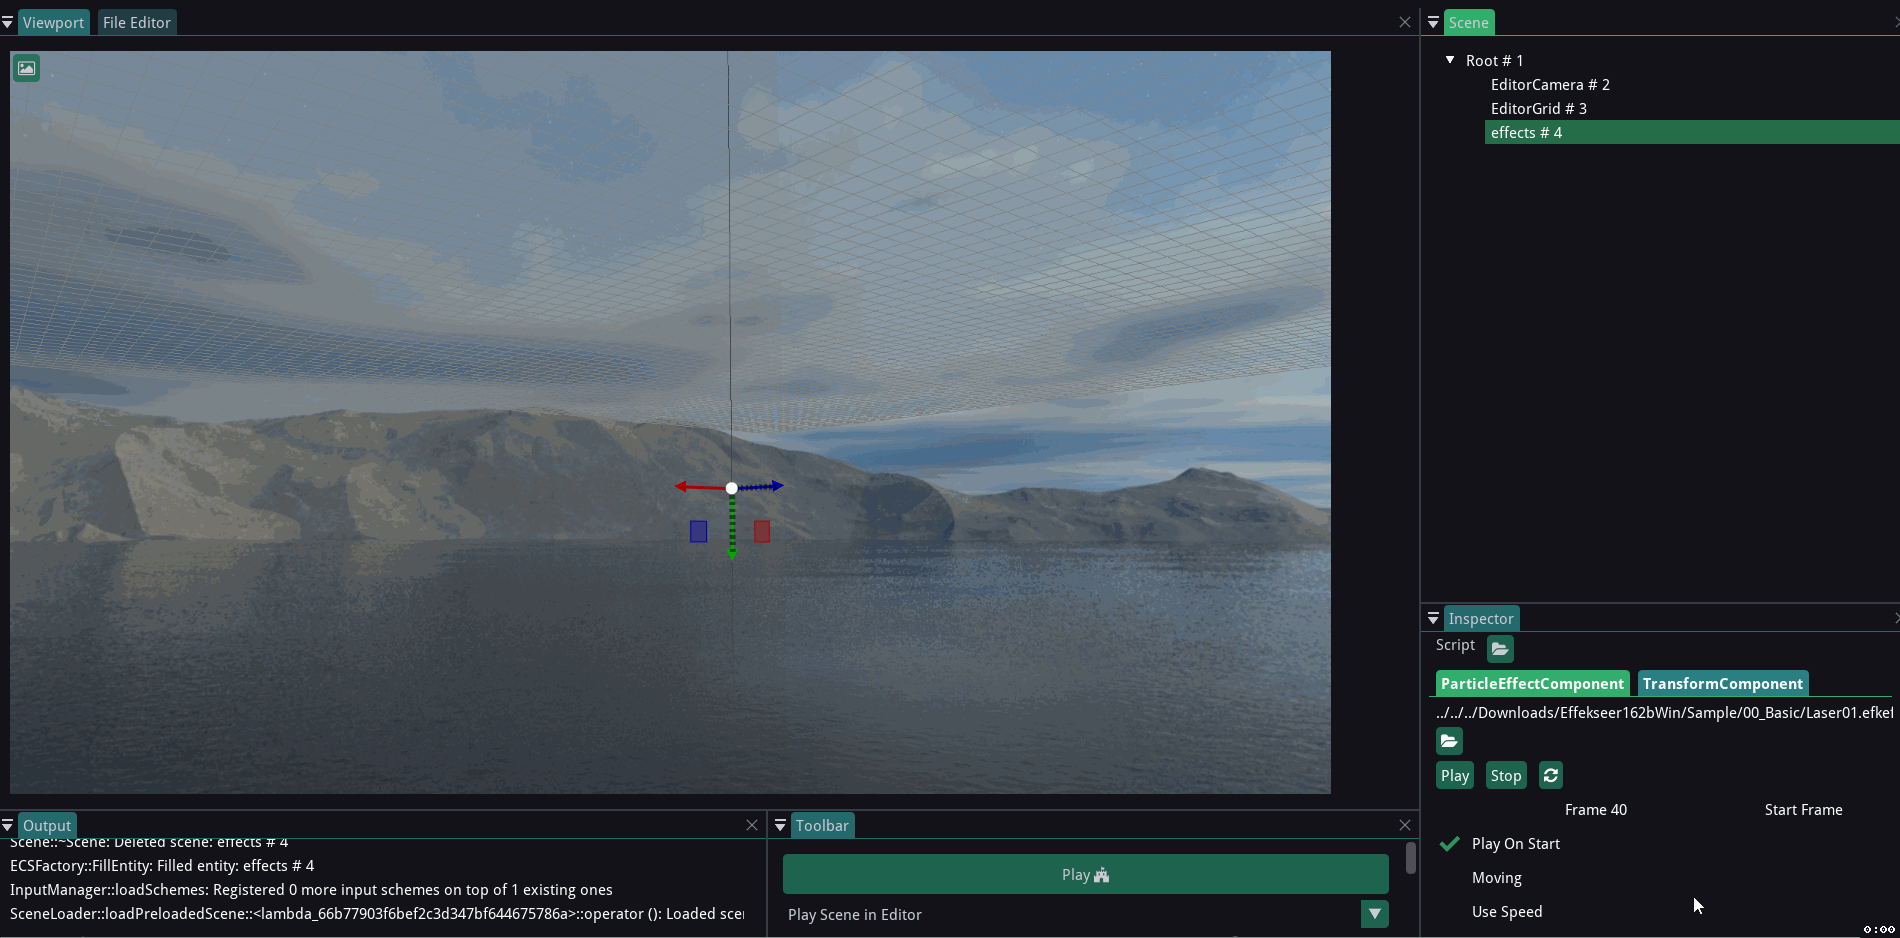 Viewport
File Editor
Scene
Root # 1
EditorCamera # 2
EditorGrid # 3
effects # 4
Inspector
Script
ParticleEffectComponent
TransformComponent
../../../Downloads/Effekseer162bWin/Sample/00_Basic/Laser01.efkef
Play
Stop
Frame 40
Start Frame
Play On Start
Moving
Use Speed
Output
Scene::~Scene: Deleted scene: effects # 4
ECSFactory::FillEntity: Filled entity: effects # 4
InputManager::loadSchemes: Registered 0 more input schemes on top of 1 existing ones
SceneLoader::loadPreloadedScene::<lambda_66b77903f6bef2c3d347bf644675786a>::operator (): Loaded scer
Toolbar
Play
Play Scene in Editor
0:00